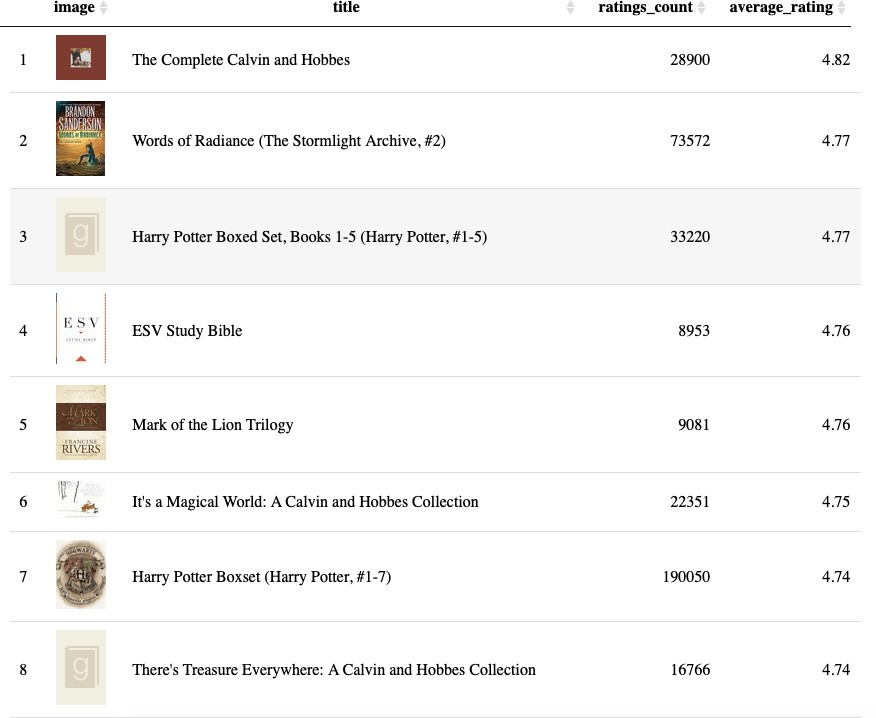 image title ratings_count average_rating
1 The Complete Calvin and Hobbes 28900 4.82
BRANDON
SANDERSON
WORDS OF RADIANCE
2 Words of Radiance (The Stormlight Archive, #2) 73572 4.77
g
3 Harry Potter Boxed Set, Books 1-5 (Harry Potter, #1-5) 33220 4.77
ESV
STUDY BIBLE
4 ESV Study Bible 8953 4.76
MARK
LION
FRANCINE
RIVERS
5 Mark of the Lion Trilogy 9081 4.76
6 It's a Magical World: A Calvin and Hobbes Collection 22351 4.75
HOGWARTS
H
7 Harry Potter Boxset (Harry Potter, #1-7) 190050 4.74
g
8 There's Treasure Everywhere: A Calvin and Hobbes Collection 16766 4.74